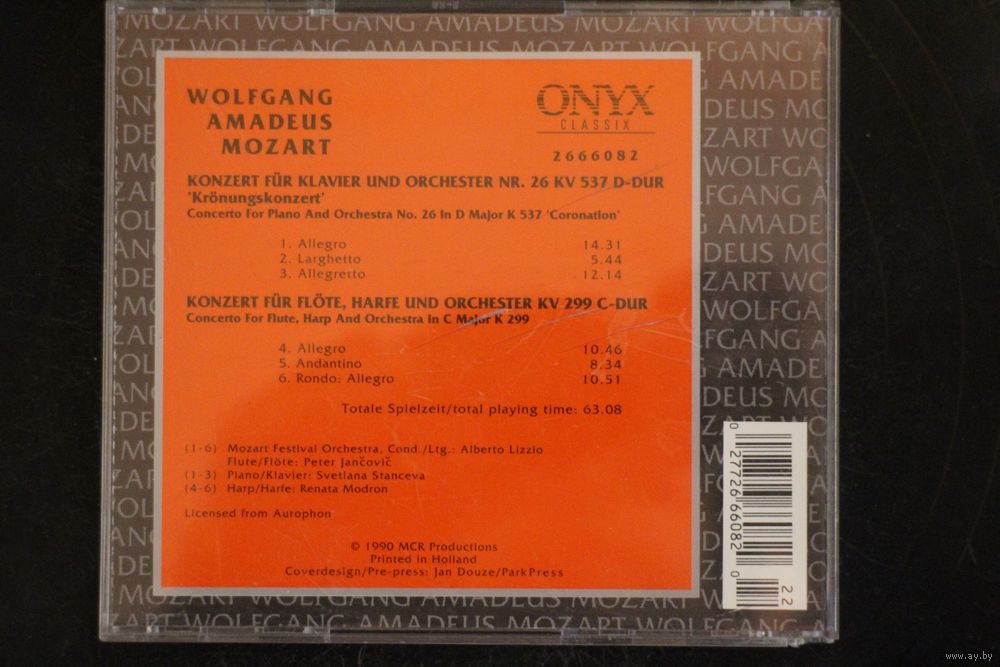 WOLFGANG
AMADEUS
MOZART
ONYX
CLASSIX
2666082
KONZERT FÜR KLAVIER UND ORCHESTER NR. 26 KV 537 D-DUR
'Krönungskonzert'
Concerto For Piano And Orchestra No. 26 In D Major K 537 'Coronation'
1. Allegro 14.31
2. Larghetto 5.44
3. Allegretto 12.14
KONZERT FÜR FLÖTE, HARFE UND ORCHESTER KV 299 C-DUR
Concerto For Flute, Harp And Orchestra In C Major K 299
4. Allegro 10.46
5. Andantino 8.34
6. Rondo: Allegro 10.51
Totale Spielzeit/total playing time: 63.08
(1-6) Mozart Festival Orchestra, Cond./Ltg.: Alberto Lizzio
Flute/Flöte: Peter Jančovič
(1-3) Piano/Klavier: Svetlana Stanceva
(4-6) Harp/Harfe: Renata Modron
Licensed from Aurophon
© 1990 MCR Productions
Printed in Holland
Coverdesign/Pre-press: Jan Douze/ParkPress
0 27726 66082 0
22
www.ay.by